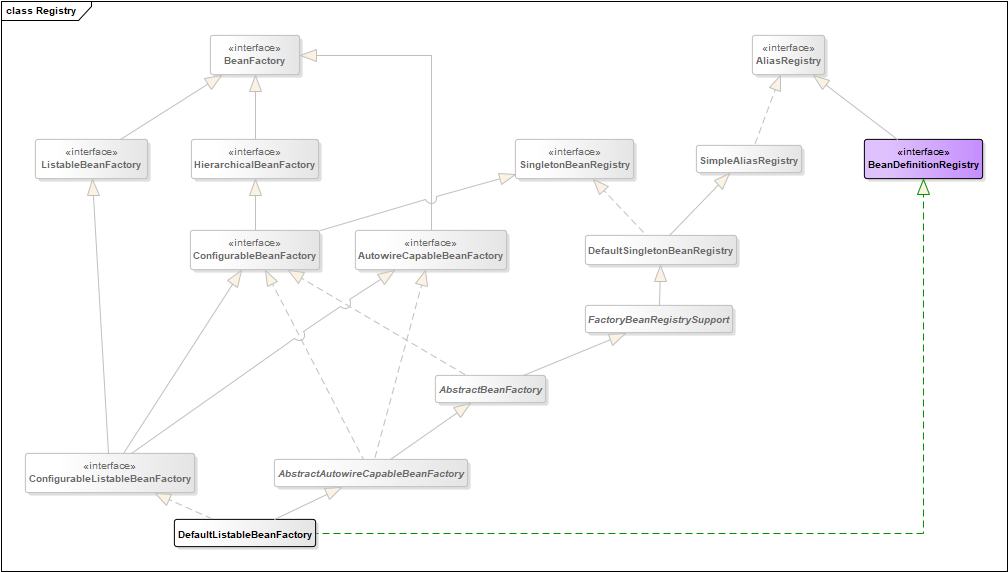 class Registry
«interface»
BeanFactory
«interface»
AliasRegistry
«interface»
ListableBeanFactory
«interface»
HierarchicalBeanFactory
«interface»
SingletonBeanRegistry
SimpleAliasRegistry
«interface»
BeanDefinitionRegistry
«interface»
ConfigurableBeanFactory
«interface»
AutowireCapableBeanFactory
DefaultSingletonBeanRegistry
FactoryBeanRegistrySupport
AbstractBeanFactory
«interface»
ConfigurableListableBeanFactory
AbstractAutowireCapableBeanFactory
DefaultListableBeanFactory